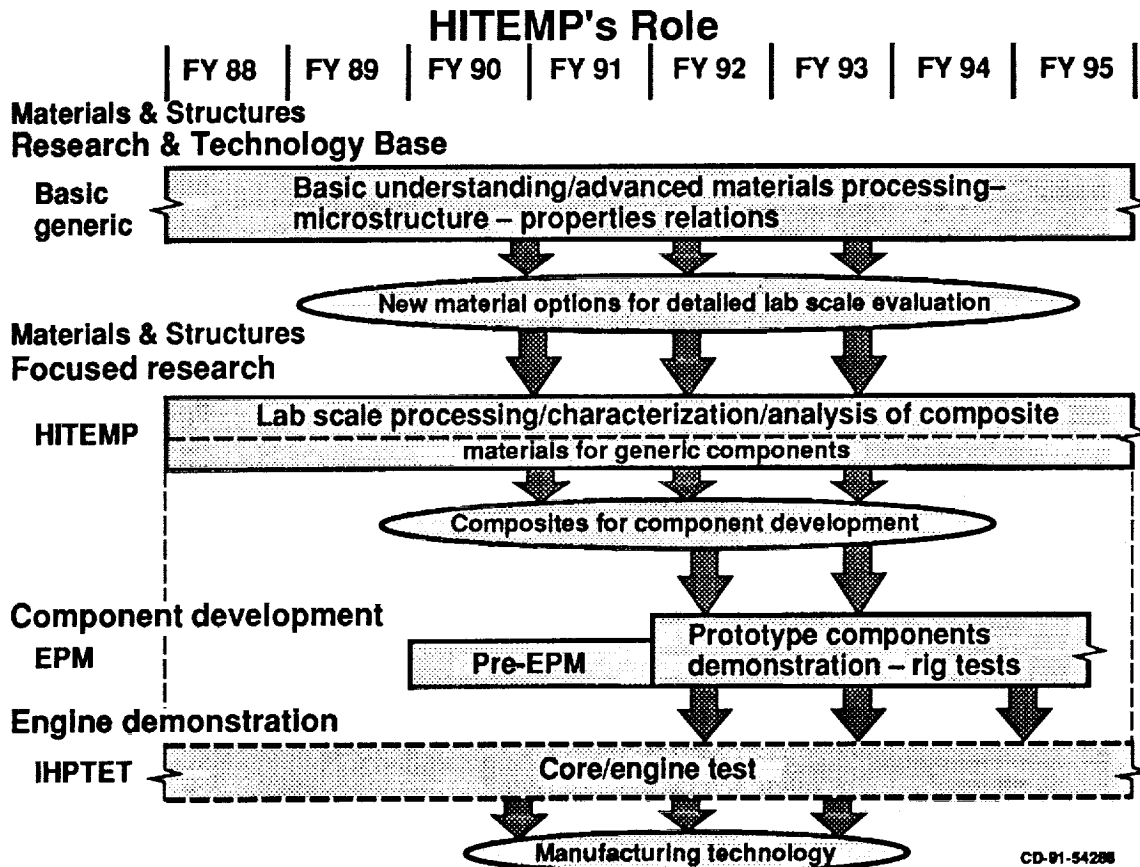 HITEMP's Role
FY 88 FY 89 FY 90 FY 91 FY 92 FY 93 FY 94 FY 95
Materials & Structures
Research & Technology Base
Basic
generic
Basic understanding/advanced materials processing–
microstructure – properties relations
New material options for detailed lab scale evaluation
Materials & Structures
Focused research
HITEMP
Lab scale processing/characterization/analysis of composite
materials for generic components
Composites for component development
Component development
EPM
Pre-EPM
Prototype components
demonstration – rig tests
Engine demonstration
IHPTET
Core/engine test
Manufacturing technology
CD-91-54286